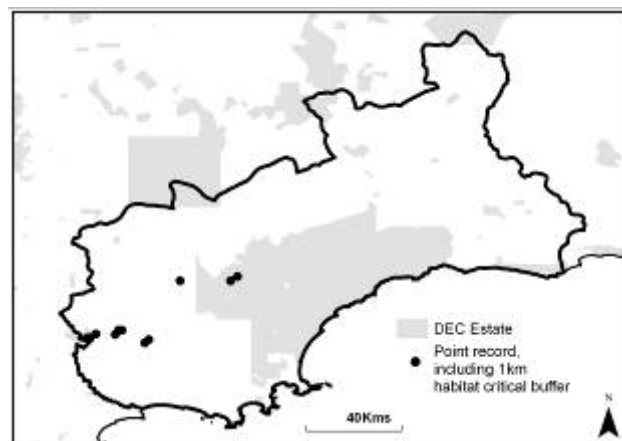 DEC Estate
Point record,
including 1km
habitat critical buffer
40Kms
N